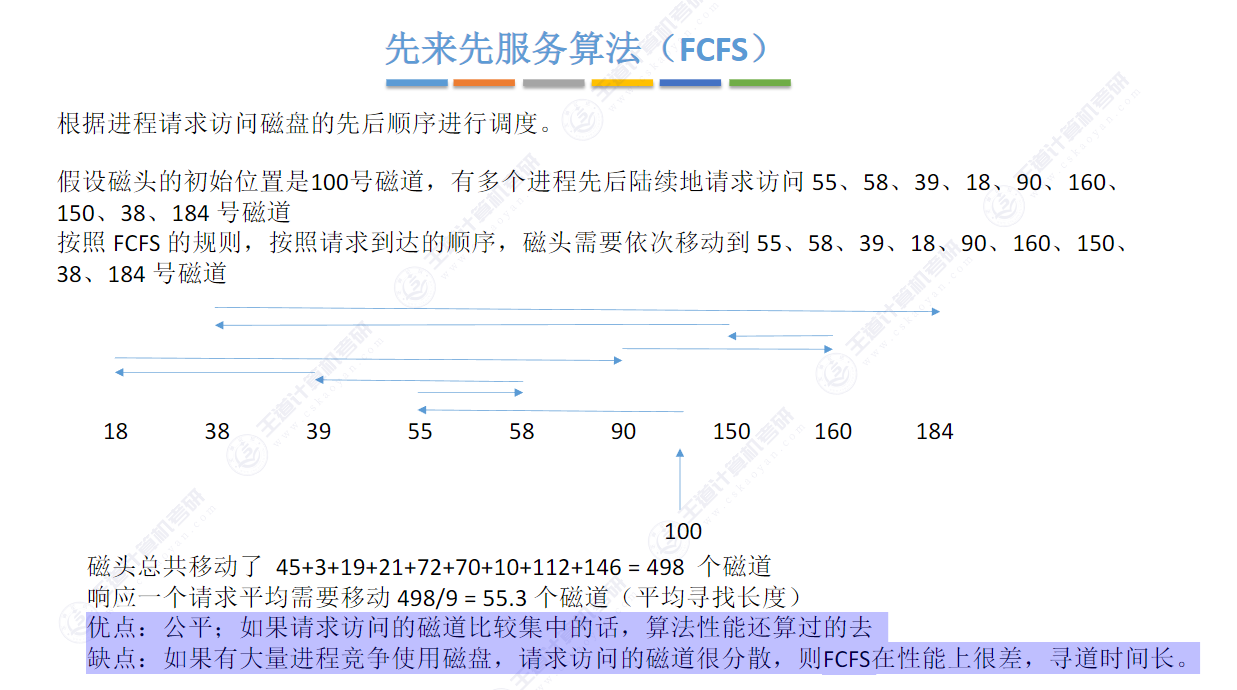 先来先服务算法（FCFS）
根据进程请求访问磁盘的先后顺序进行调度。
假设磁头的初始位置是100号磁道，有多个进程先后陆续地请求访问 55、58、39、18、90、160、
150、38、184 号磁道
按照 FCFS 的规则，按照请求到达的顺序，磁头需要依次移动到 55、58、39、18、90、160、150、
38、184 号磁道
18 38 39 55 58 90 150 160 184
100
磁头总共移动了 45+3+19+21+72+70+10+112+146 = 498 个磁道
响应一个请求平均需要移动 498/9 = 55.3 个磁道（平均寻找长度）
优点：公平；如果请求访问的磁道比较集中的话，算法性能还算过的去
缺点：如果有大量进程竞争使用磁盘，请求访问的磁道很分散，则FCFS在性能上很差，寻道时间长。
王道计算机考研
www.cskaoyan.com